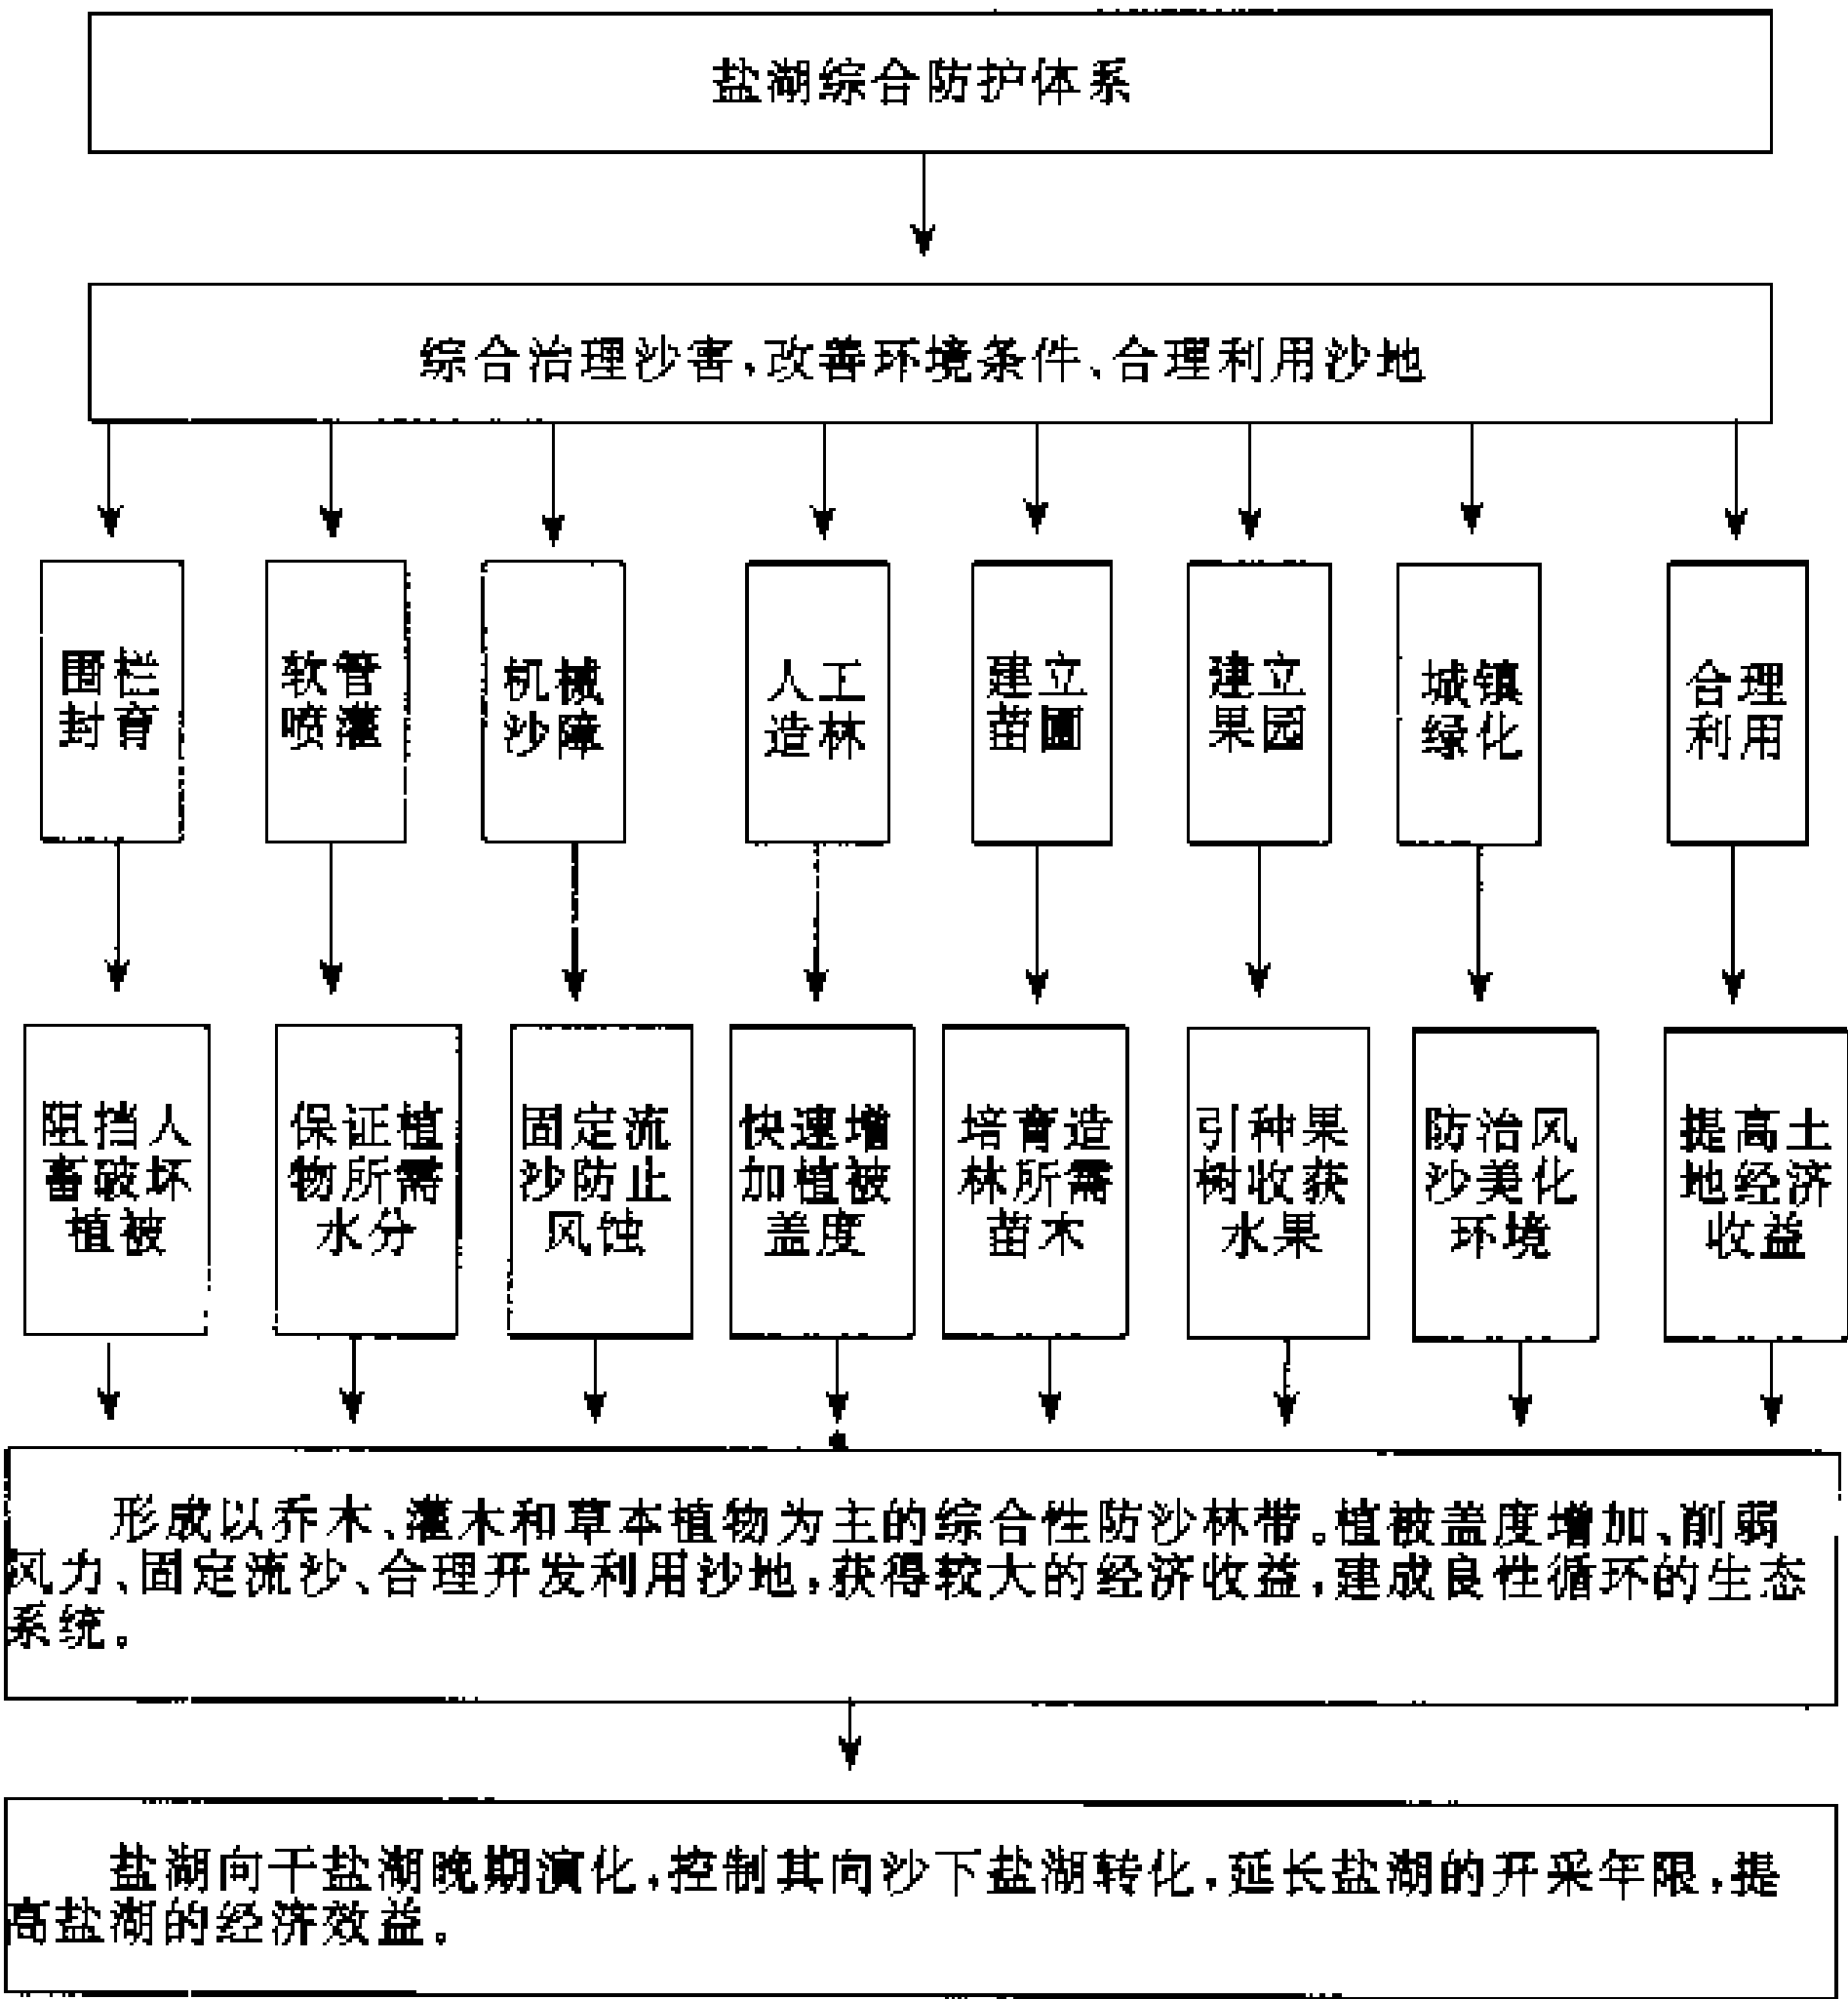 盐湖综合防护体系
综合治理沙害,改善环境条件、合理利用沙地
围栏
封育
软管
喷灌
机械
沙障
人工
造林
建立
苗圃
建立
果园
城镇
绿化
合理
利用
阻挡人
畜破坏
植被
保证植
物所需
水分
固定流
沙防止
风蚀
快速增
加植被
盖度
培育造
林所需
苗木
引种果
树收获
水果
防治风
沙美化
环境
提高土
地经济
收益
形成以乔木、灌木和草本植物为主的综合性防沙林带。植被盖度增加、削弱
风力、固定流沙、合理开发利用沙地,获得较大的经济收益,建成良性循环的生态
系统。
盐湖向干盐湖晚期演化,控制其向沙下盐湖转化,延长盐湖的开采年限,提
高盐湖的经济效益。